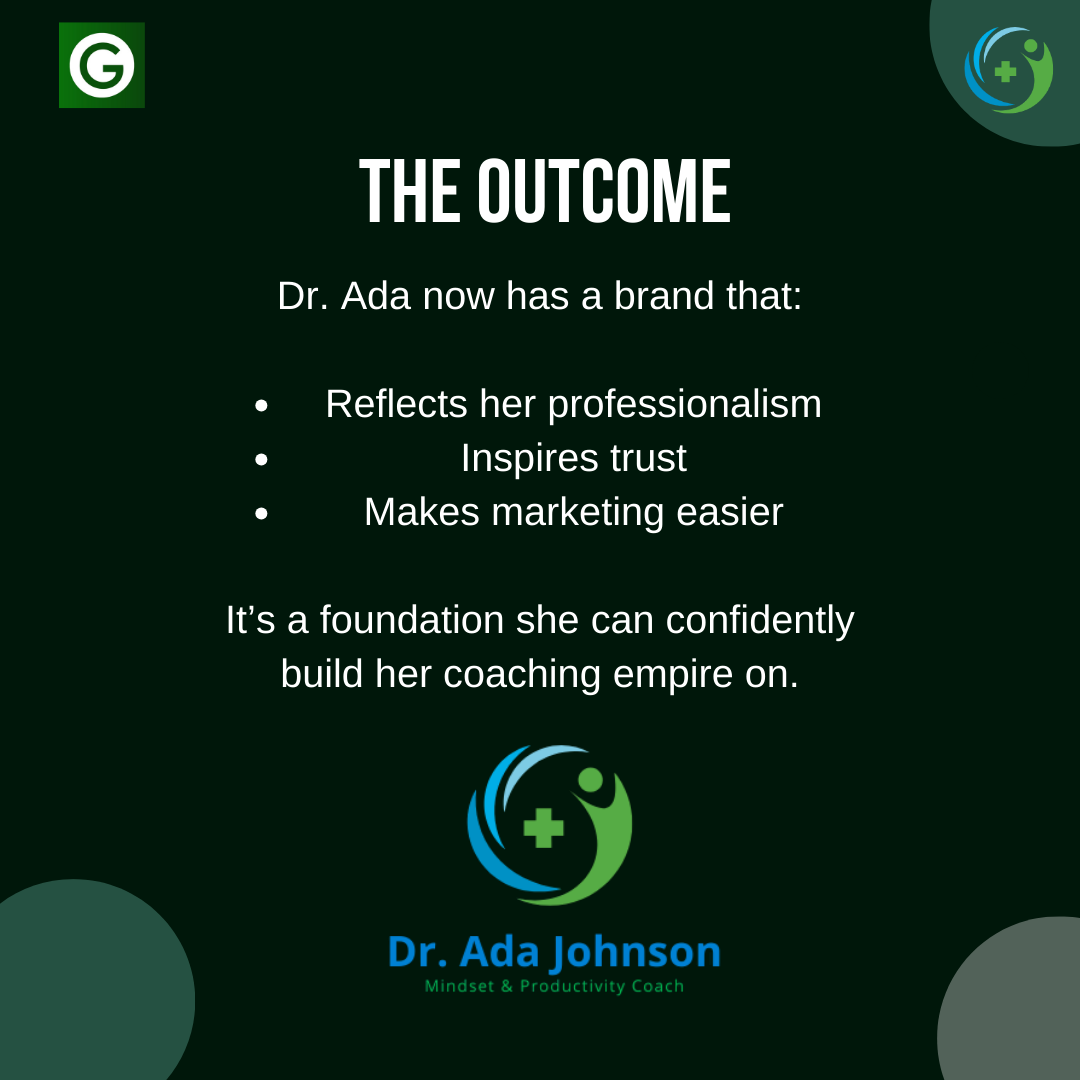 G
THE OUTCOME
Dr. Ada now has a brand that:
• Reflects her professionalism
• Inspires trust
• Makes marketing easier
It’s a foundation she can confidently
build her coaching empire on.
Dr. Ada Johnson
Mindset & Productivity Coach